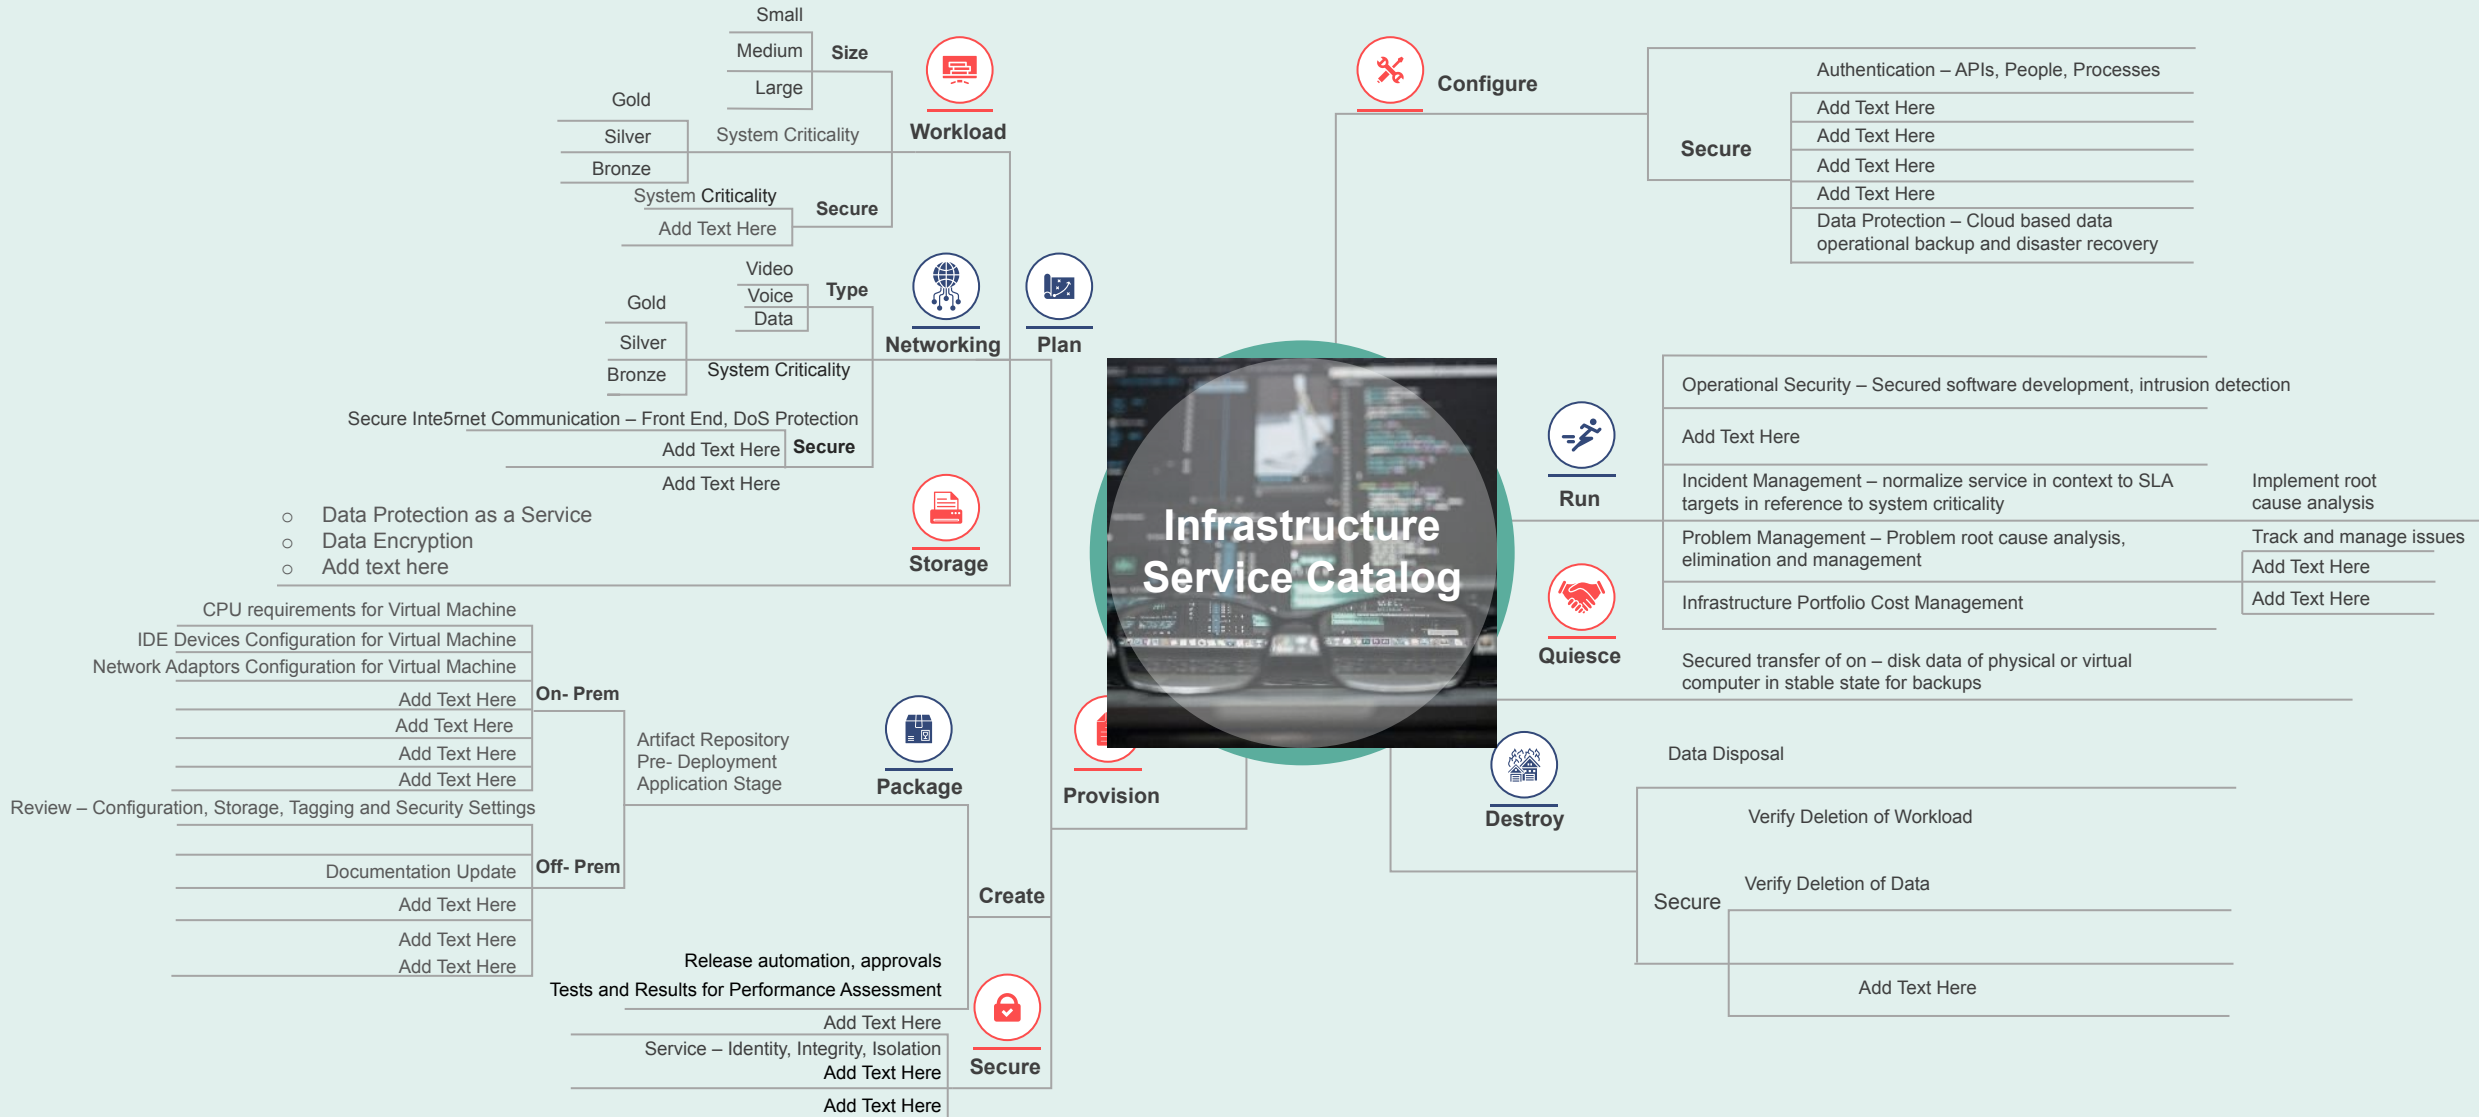 Small
Medium
Size
Large
Workload
Gold
Silver
System Criticality
Bronze
System Criticality
Secure
Add Text Here
Video
Voice
Type
Data
Networking
Plan
Gold
Silver
Bronze
System Criticality
Secure Inte5rnet Communication – Front End, DoS Protection
Add Text Here
Secure
Add Text Here
○ Data Protection as a Service
○ Data Encryption
○ Add text here
Storage
CPU requirements for Virtual Machine
IDE Devices Configuration for Virtual Machine
Network Adaptors Configuration for Virtual Machine
Add Text Here
On- Prem
Add Text Here
Add Text Here
Add Text Here
Artifact Repository
Pre- Deployment
Application Stage
Package
Provision
Review – Configuration, Storage, Tagging and Security Settings
Documentation Update
Off- Prem
Add Text Here
Add Text Here
Add Text Here
Create
Release automation, approvals
Tests and Results for Performance Assessment
Add Text Here
Service – Identity, Integrity, Isolation
Add Text Here
Secure
Add Text Here
Infrastructure
Service Catalog
Configure
Authentication – APIs, People, Processes
Add Text Here
Add Text Here
Secure
Add Text Here
Add Text Here
Data Protection – Cloud based data
operational backup and disaster recovery
Operational Security – Secured software development, intrusion detection
Add Text Here
Run
Incident Management – normalize service in context to SLA
targets in reference to system criticality
Implement root
cause analysis
Problem Management – Problem root cause analysis,
elimination and management
Track and manage issues
Add Text Here
Add Text Here
Infrastructure Portfolio Cost Management
Quiesce
Secured transfer of on – disk data of physical or virtual
computer in stable state for backups
Destroy
Data Disposal
Verify Deletion of Workload
Verify Deletion of Data
Secure
Add Text Here